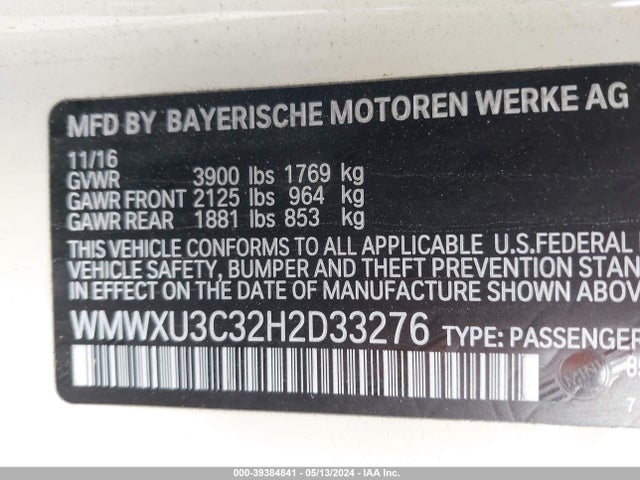 MFD BY BAYERISCHE MOTOREN WERKE AG
11/16
GVWR 3900 lbs 1769 kg
GAWR FRONT 2125 lbs 964 kg
GAWR REAR 1881 lbs 853 kg
THIS VEHICLE CONFORMS TO ALL APPLICABLE U.S.FEDERAL
VEHICLE SAFETY, BUMPER AND THEFT PREVENTION STAN
IN EFFECT ON THE DATE OF MANUFACTURE SHOWN ABOV
WMWXU3C32H2D33276 TYPE: PASSENGER
MINI
7
000-39384841 - 05/13/2024 - IAA Inc.